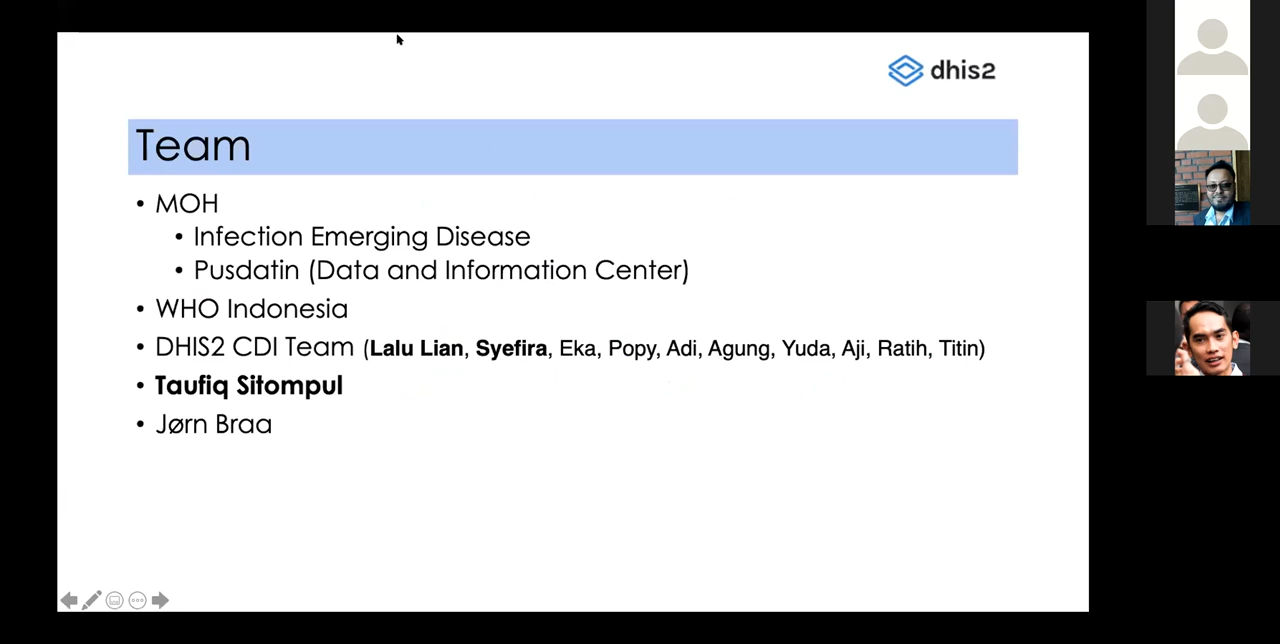 dhis2
Team
• MOH
• Infection Emerging Disease
• Pusdatin (Data and Information Center)
• WHO Indonesia
• DHIS2 CDI Team (Lalu Lian, Syefira, Eka, Popy, Adi, Agung, Yuda, Aji, Ratih, Titin)
• Taufiq Sitompul
• Jørn Braa